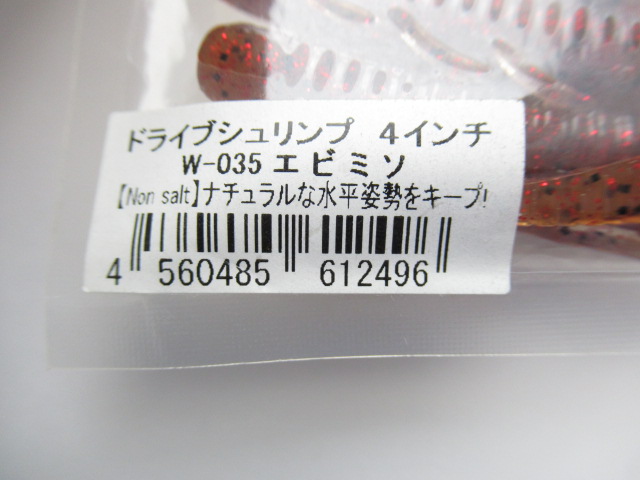 ドライブシュリンプ 4インチ
W-035 エビミソ
【Non salt】ナチュラルな水平姿勢をキープ!
4 560485 612496